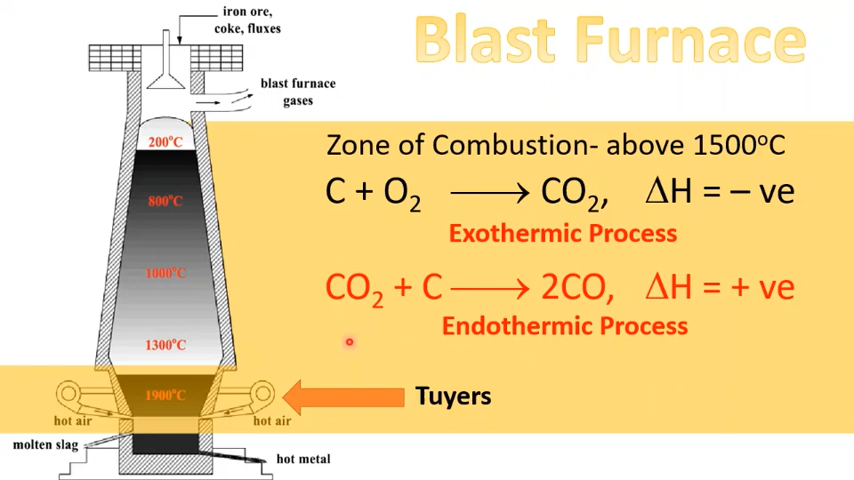 iron ore,
coke, fluxes
Blast Furnace
blast furnace
gases
200°C
Zone of Combustion- above 1500ºC
C + O₂ ⟶ CO₂, ΔH = – ve
800°C
Exothermic Process
1000°C
CO₂ + C ⟶ 2CO, ΔH = + ve
Endothermic Process
1300°C
1900°C
Tuyers
hot air
hot air
molten slag
hot metal